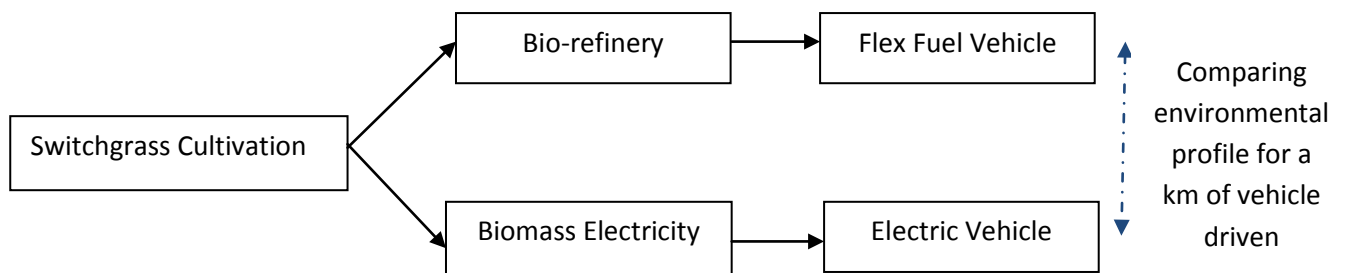 Bio-refinery
Flex Fuel Vehicle
Switchgrass Cultivation
Biomass Electricity
Electric Vehicle
Comparing
environmental
profile for a
km of vehicle
driven